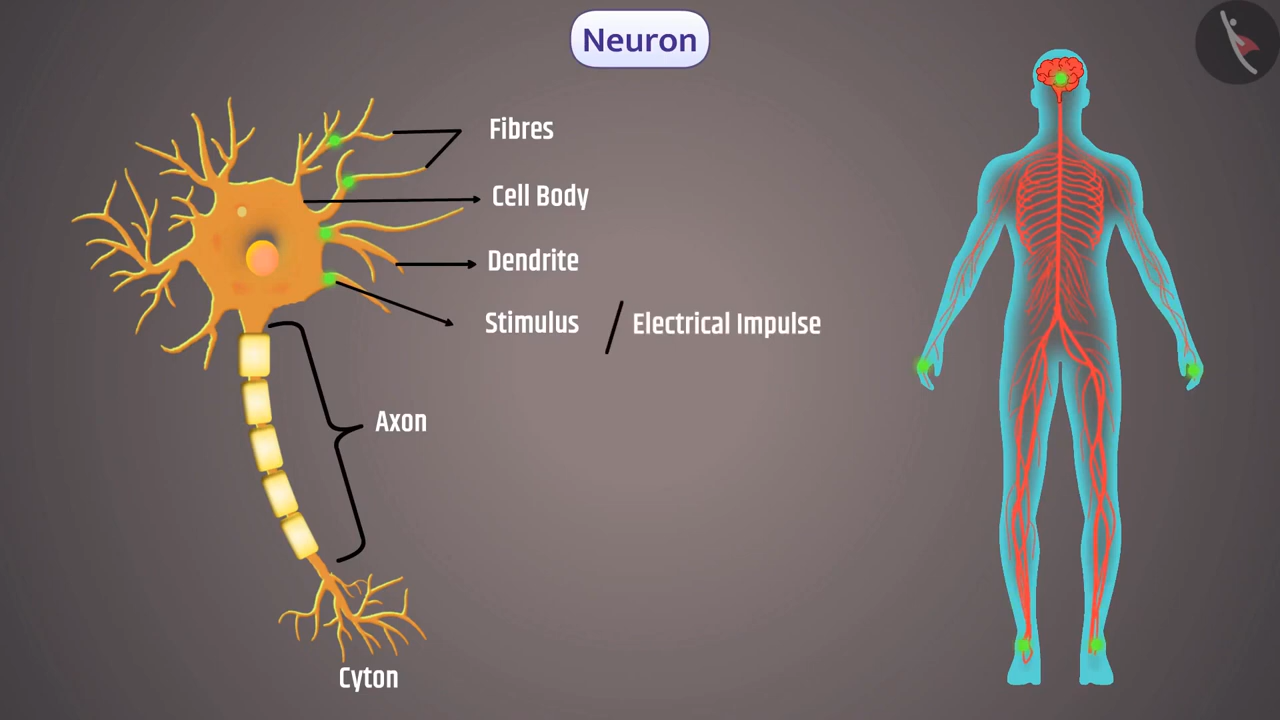 Neuron
Fibres
Cell Body
Dendrite
Stimulus / Electrical Impulse
Axon
Cyton